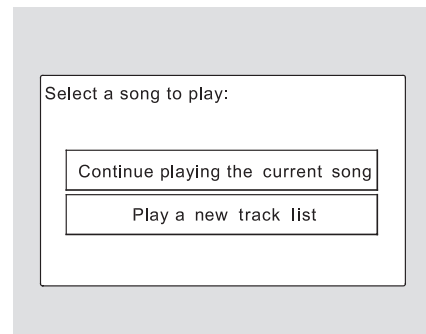 Select a song to play:
Continue playing the current song
Play a new track list